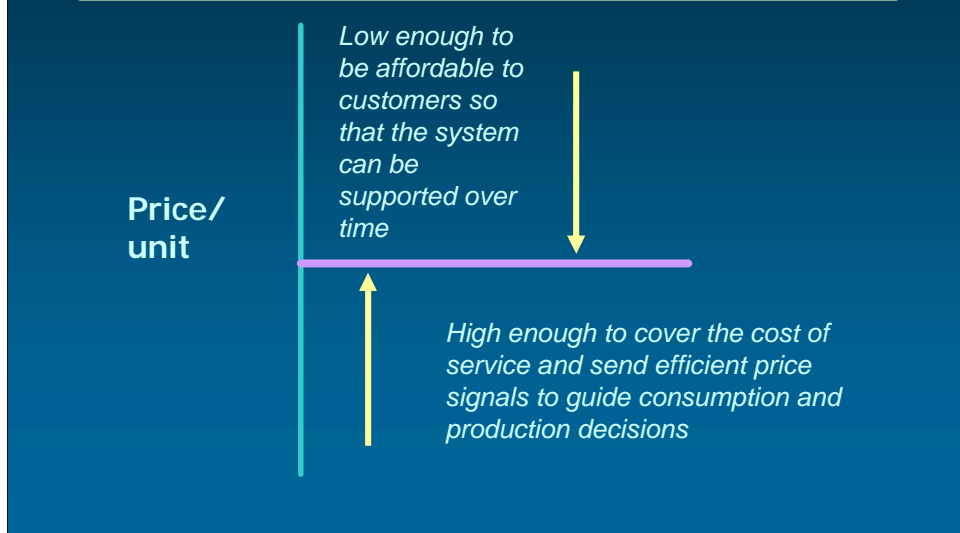 Low enough to
be affordable to
customers so
that the system
can be
supported over
time
Price/
unit
High enough to cover the cost of
service and send efficient price
signals to guide consumption and
production decisions